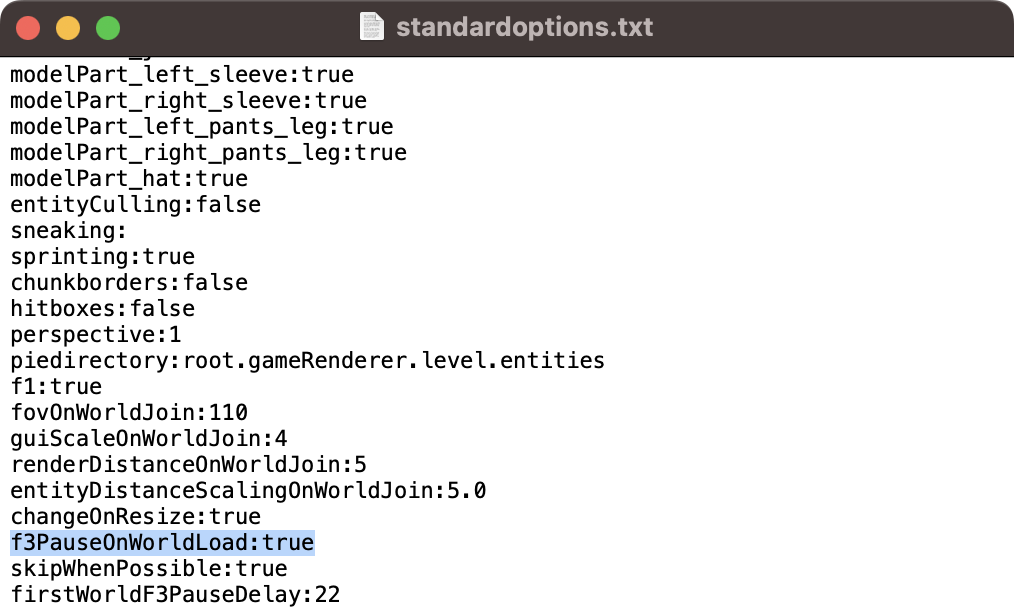 standardoptions.txt
modelPart_left_sleeve:true
modelPart_right_sleeve:true
modelPart_left_pants_leg:true
modelPart_right_pants_leg:true
modelPart_hat:true
entityCulling:false
sneaking:
sprinting:true
chunkborders:false
hitboxes:false
perspective:1
piedirectory:root.gameRenderer.level.entities
f1:true
fovOnWorldJoin:110
guiScaleOnWorldJoin:4
renderDistanceOnWorldJoin:5
entityDistanceScalingOnWorldJoin:5.0
changeOnResize:true
f3PauseOnWorldLoad:true
skipWhenPossible:true
firstWorldF3PauseDelay:22